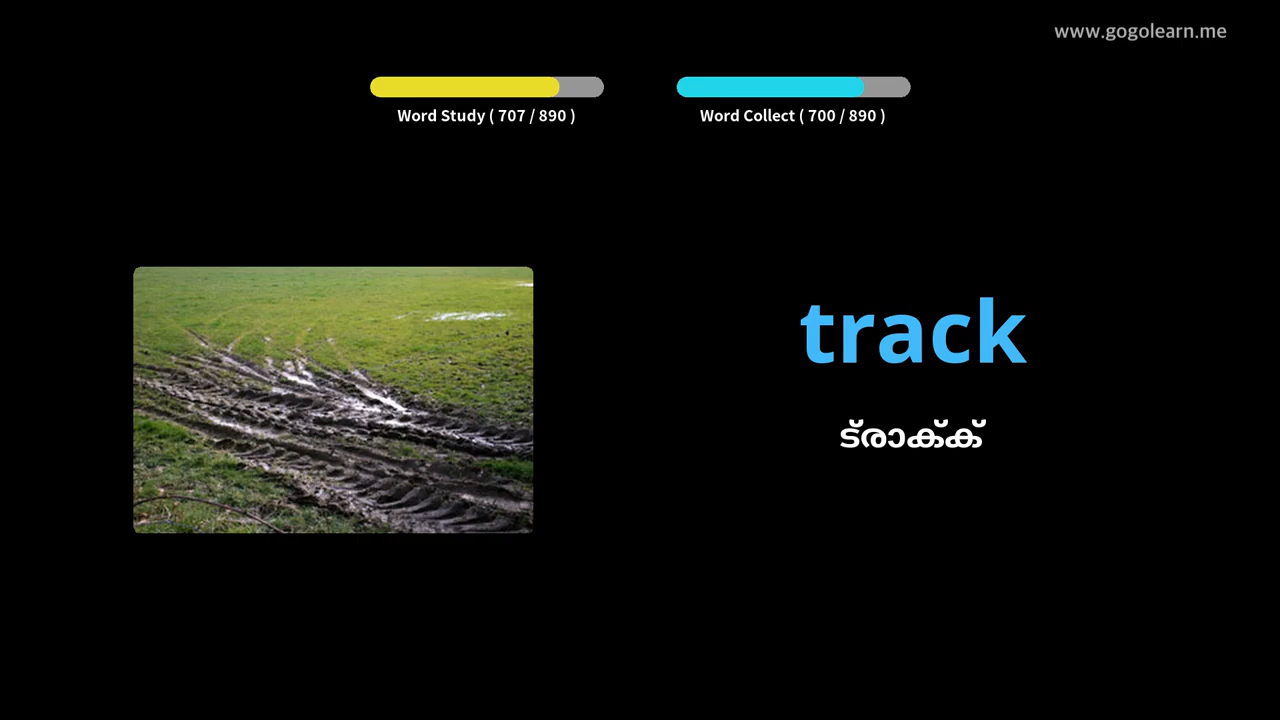 www.gogolearn.me
Word Study ( 707 / 890 )
Word Collect ( 700 / 890 )
track
ട്രാക്ക്